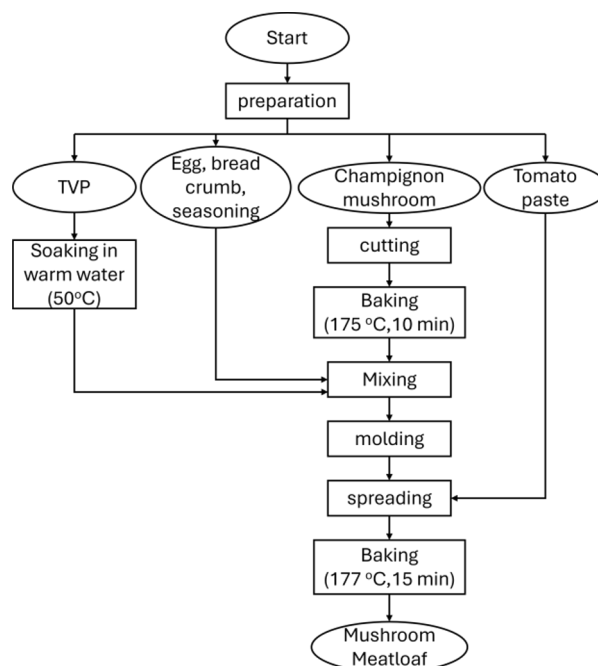 Start
preparation
TVP
Egg, bread
crumb,
seasoning
Champignon
mushroom
Tomato
paste
Soaking in
warm water
(50°C)
cutting
Baking
(175 °C,10 min)
Mixing
molding
spreading
Baking
(177 °C,15 min)
Mushroom
Meatloaf